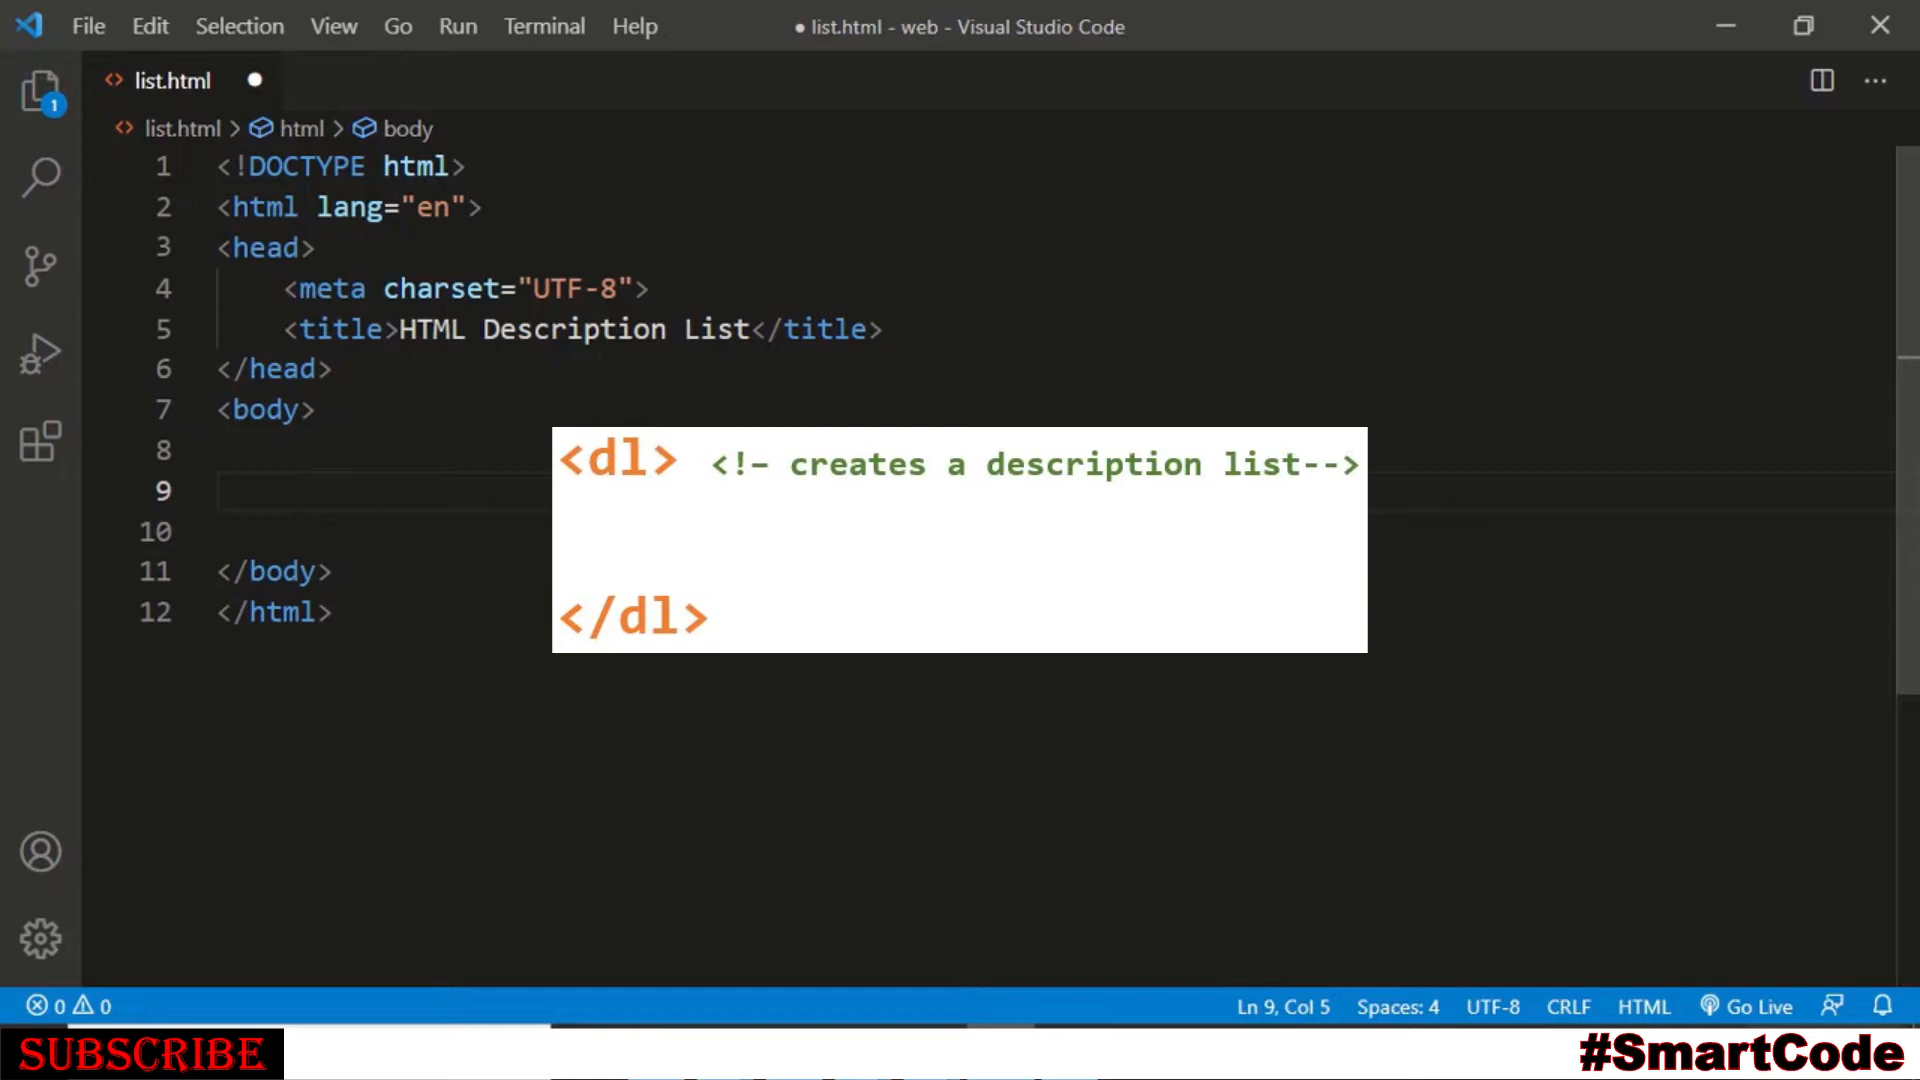 File Edit Selection View Go Run Terminal Help
● list.html - web - Visual Studio Code
list.html
1
list.html > html > body
1 <!DOCTYPE html>
2 <html lang="en">
3 <head>
4 <meta charset="UTF-8">
5 <title>HTML Description List</title>
6 </head>
7 <body>
8
9
10
11 </body>
12 </html>
<dl> <!– creates a description list-->
</dl>
0 0
Ln 9, Col 5 Spaces: 4 UTF-8 CRLF HTML Go Live
SUBSCRIBE
#SmartCode